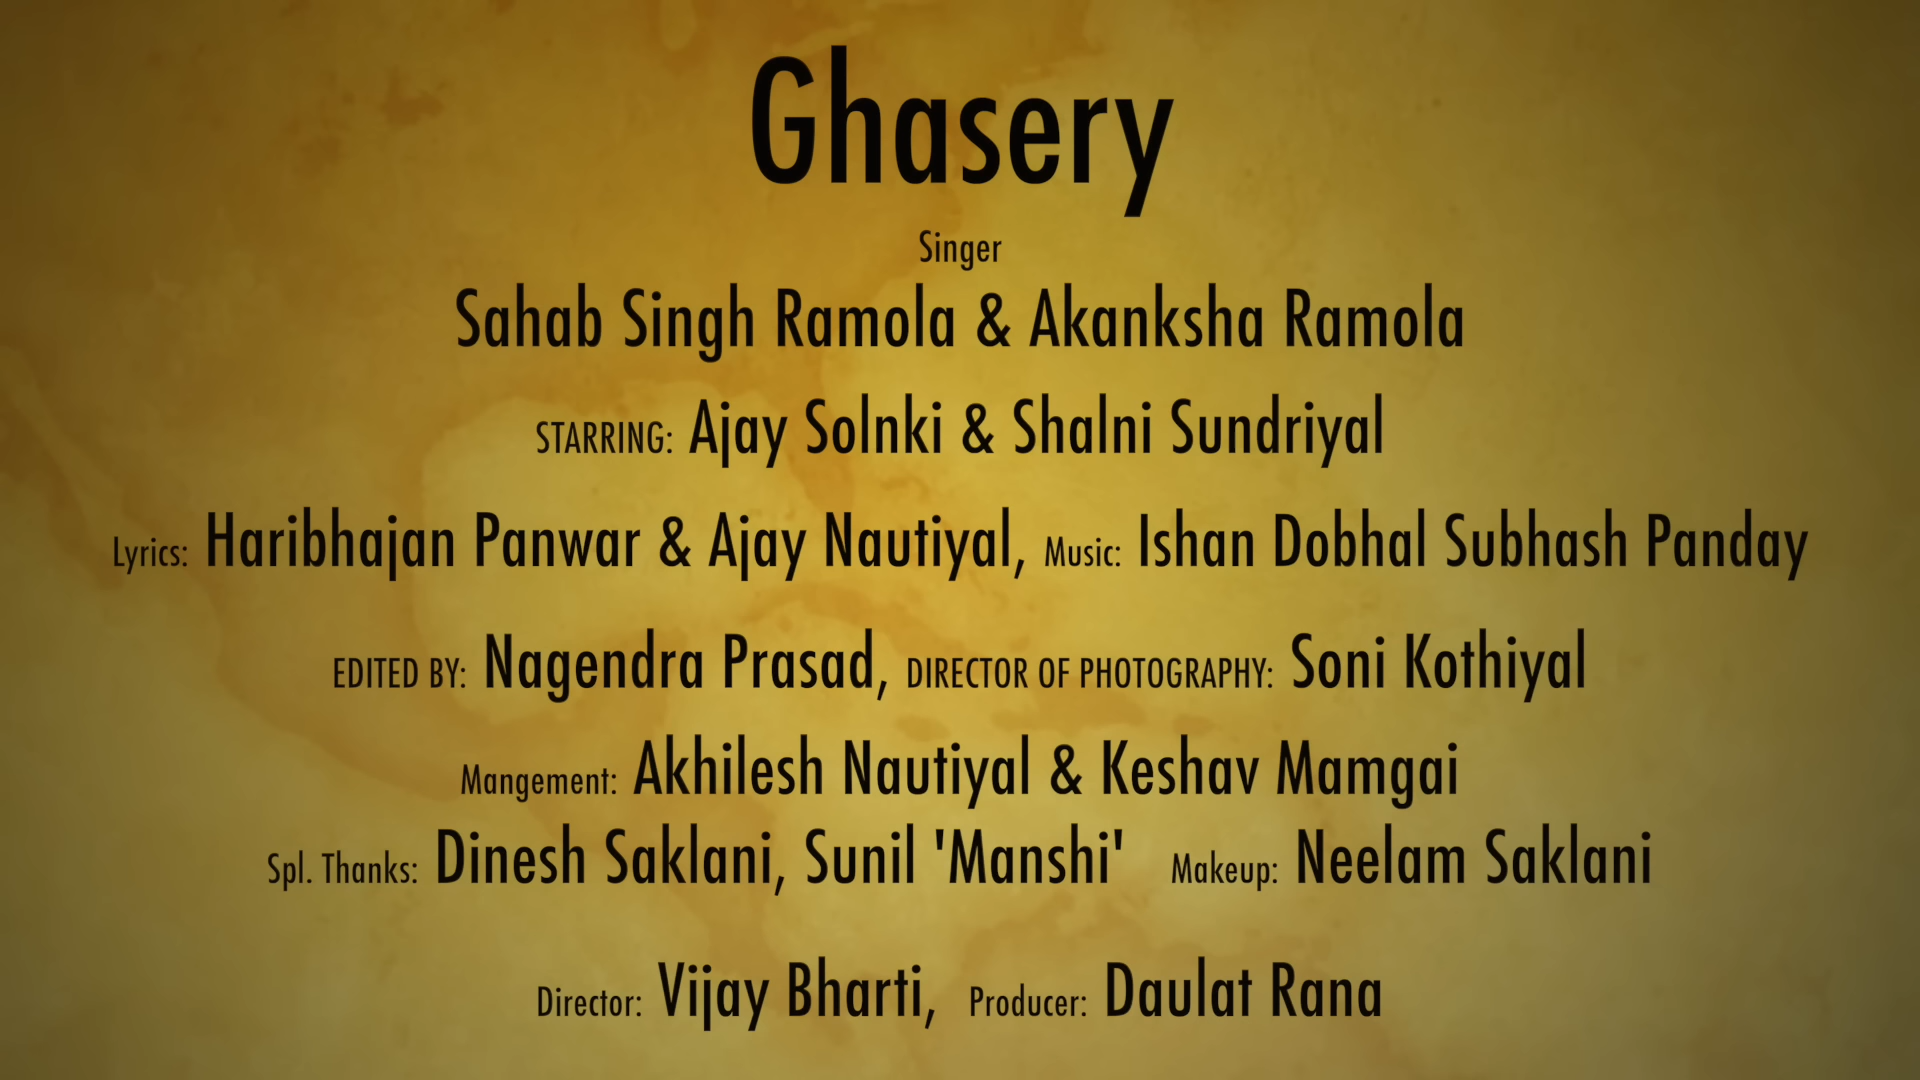 Ghasery
Singer
Sahab Singh Ramola & Akanksha Ramola
STARRING: Ajay Solnki & Shalni Sundriyal
Lyrics: Haribhajan Panwar & Ajay Nautiyal, Music: Ishan Dobhal Subhash Panday
EDITED BY: Nagendra Prasad, DIRECTOR OF PHOTOGRAPHY: Soni Kothiyal
Mangement: Akhilesh Nautiyal & Keshav Mamgai
Spl. Thanks: Dinesh Saklani, Sunil 'Manshi' Makeup: Neelam Saklani
Director: Vijay Bharti, Producer: Daulat Rana